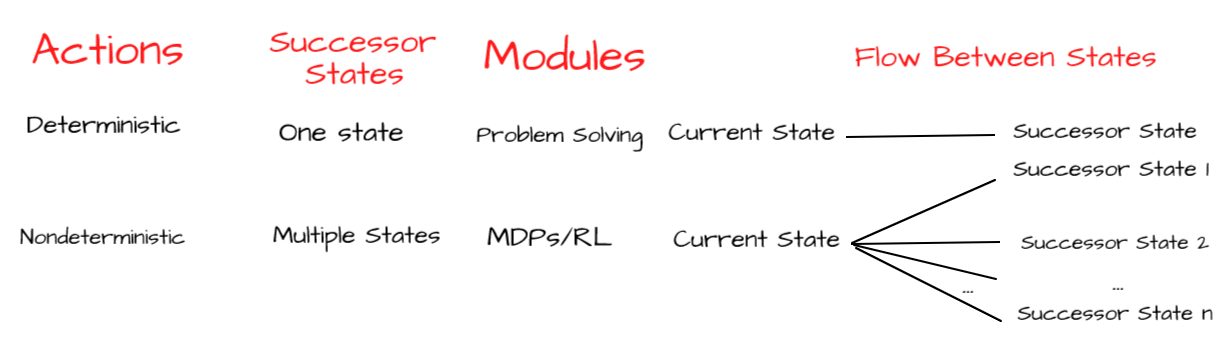 Actions
Successor
States
Modules
Flow Between States
Deterministic
One state
Problem Solving
Current State
Successor State
Successor State 1
Nondeterministic
Multiple States
MDPs/RL
Current State
Successor State 2
...
...
Successor State n